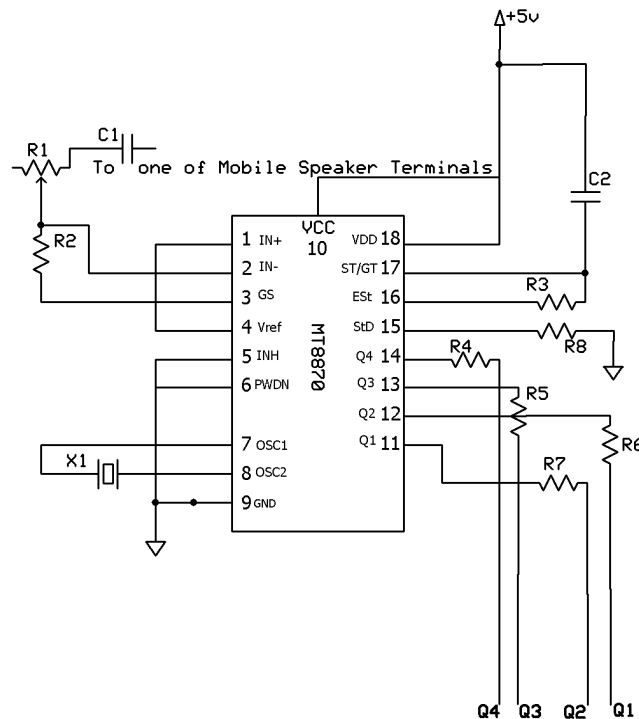 +5v
R1
C1
To one of Mobile Speaker Terminals
C2
VCC
10
1 IN+
VDD 18
R2
2 IN-
ST/GT 17
3 GS
ESt 16
R3
4 Vref
StD 15
R8
MT8870
5 INH
Q4 14
R4
6 PWDN
Q3 13
R5
Q2 12
7 OSC1
Q1 11
R6
X1
8 OSC2
R7
9 GND
Q4 Q3 Q2 Q1